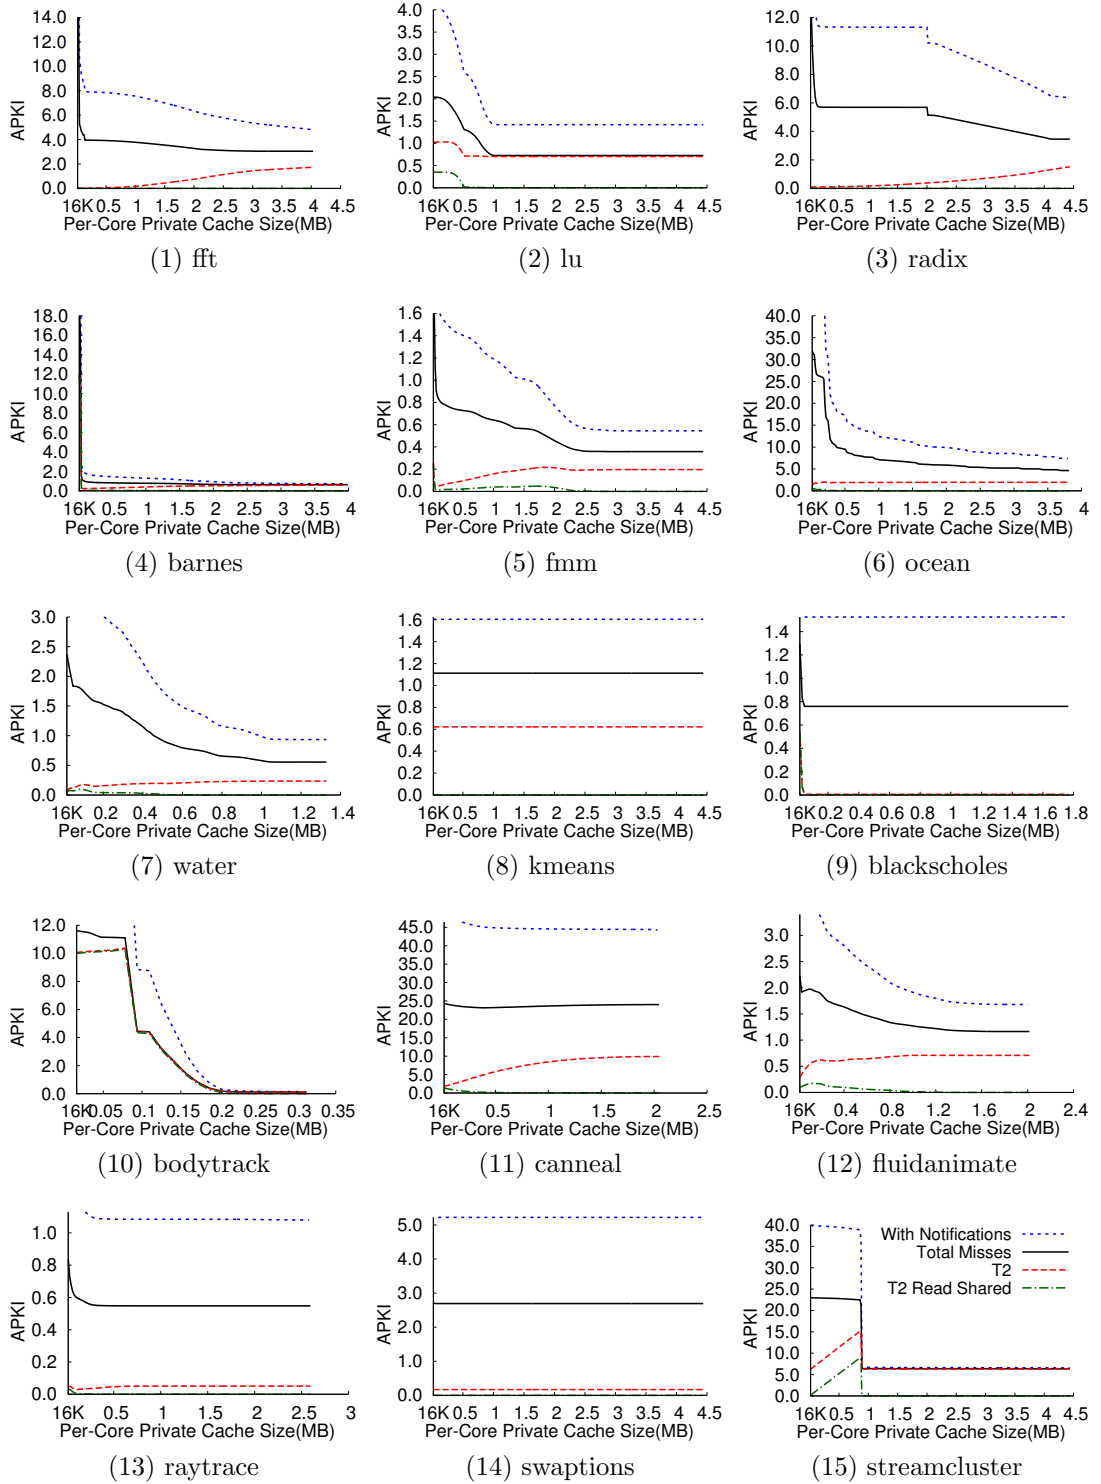 14.0
12.0
10.0
8.0
6.0
4.0
2.0
0.0
APKI
16K 0.5 1 1.5 2 2.5 3 3.5 4 4.5
Per-Core Private Cache Size(MB)
(1) fft
4.0
3.5
3.0
2.5
2.0
1.5
1.0
0.5
0.0
APKI
16K 0.5 1 1.5 2 2.5 3 3.5 4 4.5
Per-Core Private Cache Size(MB)
(2) lu
12.0
10.0
8.0
6.0
4.0
2.0
0.0
APKI
16K 0.5 1 1.5 2 2.5 3 3.5 4 4.5
Per-Core Private Cache Size(MB)
(3) radix
18.0
16.0
14.0
12.0
10.0
8.0
6.0
4.0
2.0
0.0
APKI
16K 0.5 1 1.5 2 2.5 3 3.5 4
Per-Core Private Cache Size(MB)
(4) barnes
1.6
1.4
1.2
1.0
0.8
0.6
0.4
0.2
0.0
APKI
16K 0.5 1 1.5 2 2.5 3 3.5 4 4.5
Per-Core Private Cache Size(MB)
(5) fmm
40.0
35.0
30.0
25.0
20.0
15.0
10.0
5.0
0.0
APKI
16K 0.5 1 1.5 2 2.5 3 3.5 4
Per-Core Private Cache Size(MB)
(6) ocean
3.0
2.5
2.0
1.5
1.0
0.5
0.0
APKI
16K 0.2 0.4 0.6 0.8 1 1.2 1.4
Per-Core Private Cache Size(MB)
(7) water
1.6
1.4
1.2
1.0
0.8
0.6
0.4
0.2
0.0
APKI
16K 0.5 1 1.5 2 2.5 3 3.5 4 4.5
Per-Core Private Cache Size(MB)
(8) kmeans
1.4
1.2
1.0
0.8
0.6
0.4
0.2
0.0
APKI
16K 0.2 0.4 0.6 0.8 1 1.2 1.4 1.6 1.8
Per-Core Private Cache Size(MB)
(9) blackscholes
12.0
10.0
8.0
6.0
4.0
2.0
0.0
APKI
16K 0.05 0.1 0.15 0.2 0.25 0.3 0.35
Per-Core Private Cache Size(MB)
(10) bodytrack
45.0
40.0
35.0
30.0
25.0
20.0
15.0
10.0
5.0
0.0
APKI
16K 0.5 1 1.5 2 2.5
Per-Core Private Cache Size(MB)
(11) canneal
3.0
2.5
2.0
1.5
1.0
0.5
0.0
APKI
16K 0.4 0.8 1.2 1.6 2 2.4
Per-Core Private Cache Size(MB)
(12) fluidanimate
1.0
0.8
0.6
0.4
0.2
0.0
APKI
16K 0.5 1 1.5 2 2.5 3
Per-Core Private Cache Size(MB)
(13) raytrace
5.0
4.0
3.0
2.0
1.0
0.0
APKI
16K 0.5 1 1.5 2 2.5 3 3.5 4 4.5
Per-Core Private Cache Size(MB)
(14) swaptions
40.0
35.0
30.0
25.0
20.0
15.0
10.0
5.0
0.0
APKI
With Notifications
Total Misses
T2
T2 Read Shared
16K 0.5 1 1.5 2 2.5 3 3.5 4 4.5
Per-Core Private Cache Size(MB)
(15) streamcluster